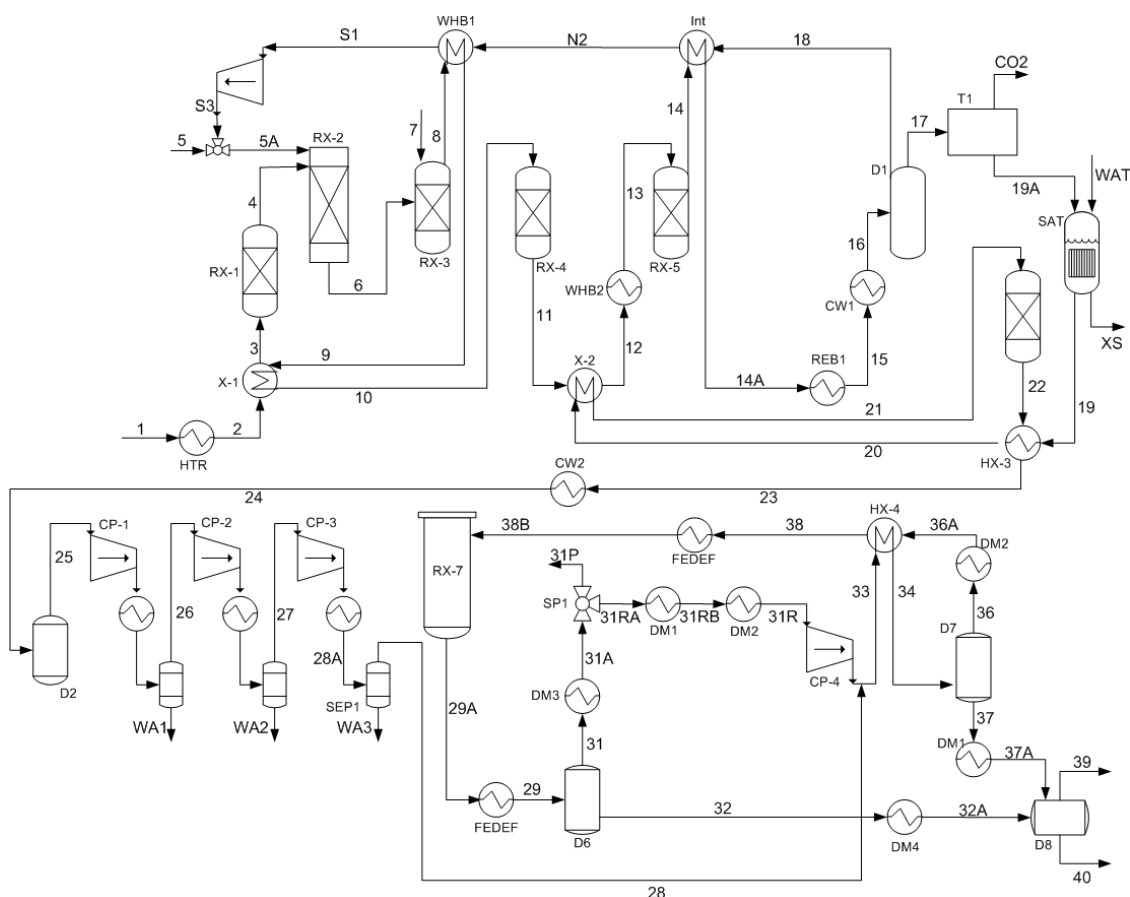 WHB1
Int
S1
N2
18
CO2
T1
S3
5
5A
RX-2
7
8
14
17
D1
13
19A
WAT
4
SAT
RX-1
RX-3
RX-4
RX-5
16
6
WHB2
CW1
11
XS
3
9
12
REB1
15
X-1
X-2
10
14A
21
22
19
1
2
20
HTR
HX-3
CW2
24
23
CP-1
CP-2
CP-3
HX-4
25
38B
38
36A
RX-7
31P
FEDEF
DM2
SP1
33
34
26
27
31RA
31RB
31R
36
DM1
DM2
D7
28A
31A
CP-4
D2
SEP1
29A
DM3
37
WA1
WA2
WA3
31
DM1
37A
39
29
FEDEF
32
32A
D6
DM4
D8
28
40